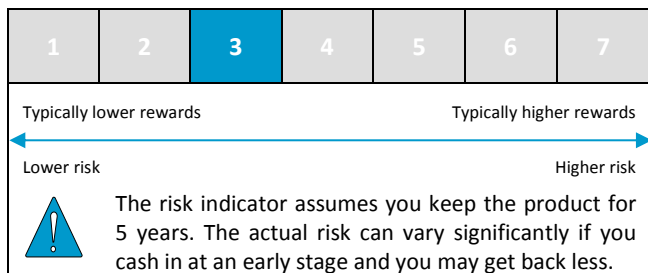 1 2 3 4 5 6 7
Typically lower rewards Typically higher rewards
Lower risk Higher risk
The risk indicator assumes you keep the product for
5 years. The actual risk can vary significantly if you
cash in at an early stage and you may get back less.